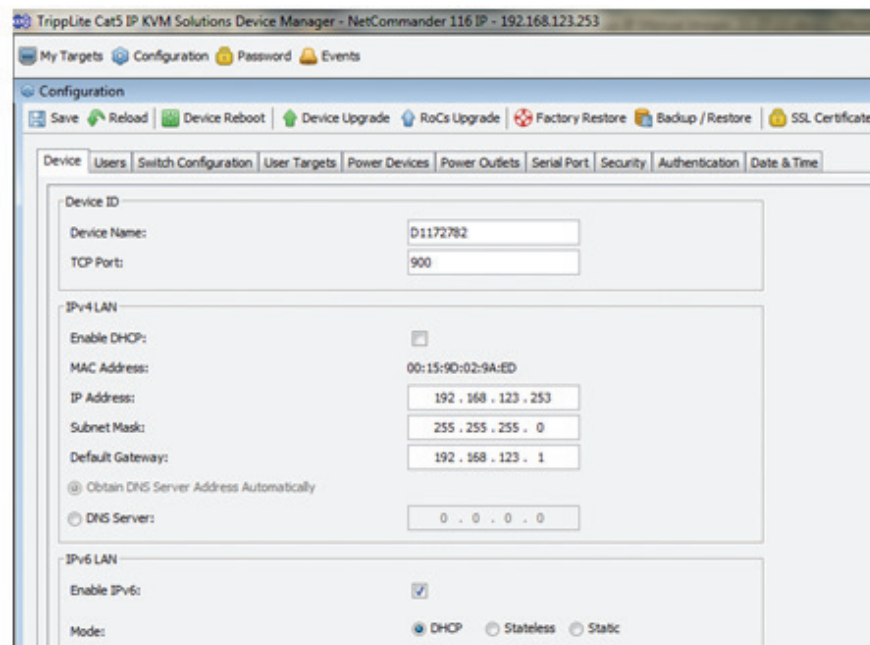 TrippLite Cat5 IP KVM Solutions Device Manager - NetCommander 116 IP - 192.168.123.253
My Targets Configuration Password Events
Configuration
Save Reload Device Reboot Device Upgrade RoCs Upgrade Factory Restore Backup / Restore SSL Certificate
Device Users Switch Configuration User Targets Power Devices Power Outlets Serial Port Security Authentication Date & Time
Device ID
Device Name: D1172782
TCP Port: 900
IPv4 LAN
Enable DHCP:
MAC Address: 00:15:9D:02:9A:ED
IP Address: 192 . 168 . 123 . 253
Subnet Mask: 255 . 255 . 255 . 0
Default Gateway: 192 . 168 . 123 . 1
Obtain DNS Server Address Automatically
DNS Server: 0 . 0 . 0 . 0
IPv6 LAN
Enable IPv6:
Mode: DHCP Stateless Static